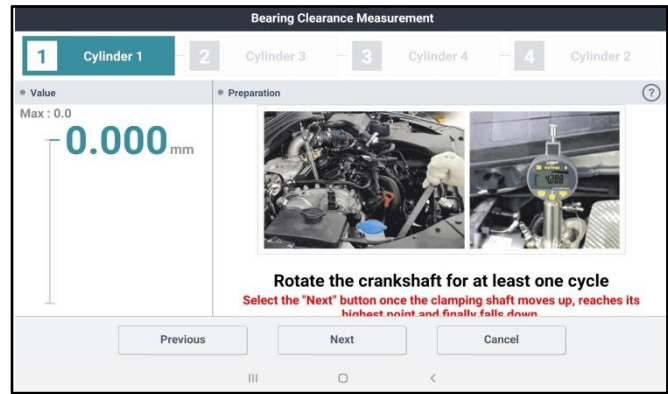 Bearing Clearance Measurement
1 Cylinder 1 2 Cylinder 3 3 Cylinder 4 4 Cylinder 2
Value
Preparation
?
Max : 0.0
0.000 mm
Rotate the crankshaft for at least one cycle
Select the "Next" button once the clamping shaft moves up, reaches its
highest point and finally falls down
Previous Next Cancel